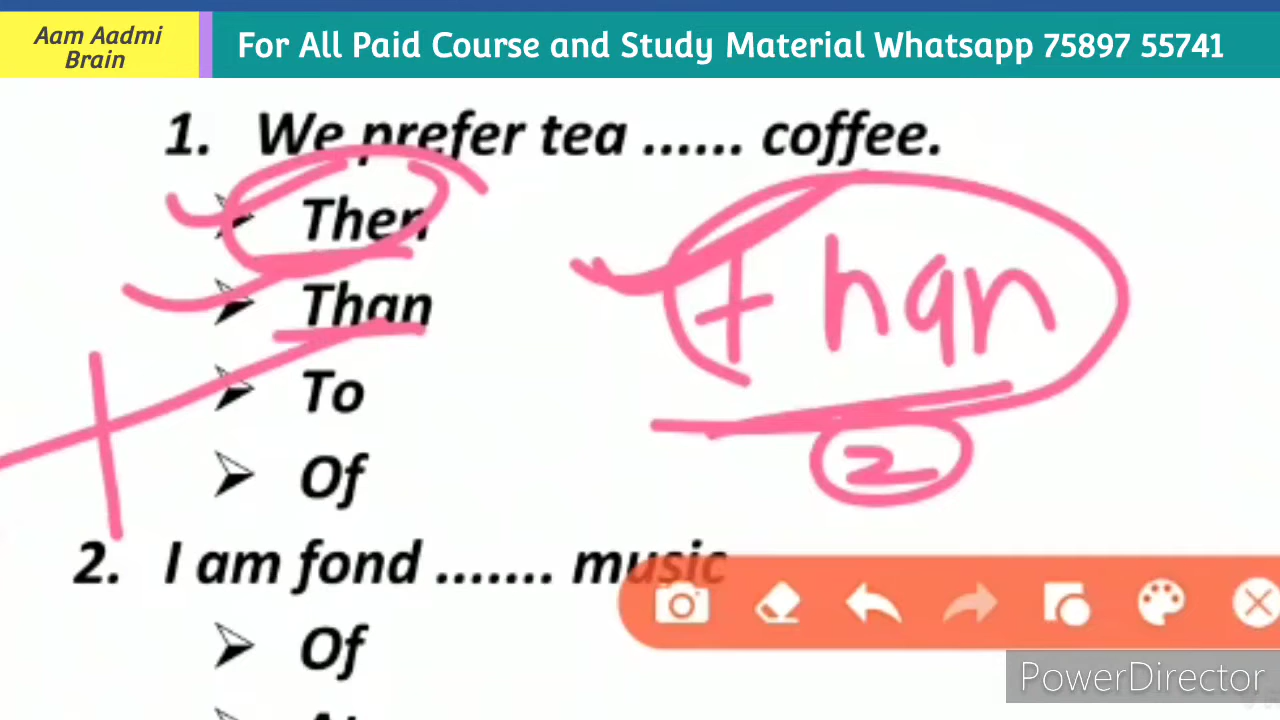 Aam Aadmi
Brain
For All Paid Course and Study Material Whatsapp 75897 55741
1. We prefer tea ...... coffee.
Then
Than
Than
To
2
Of
2. I am fond ....... music
Of
PowerDirector